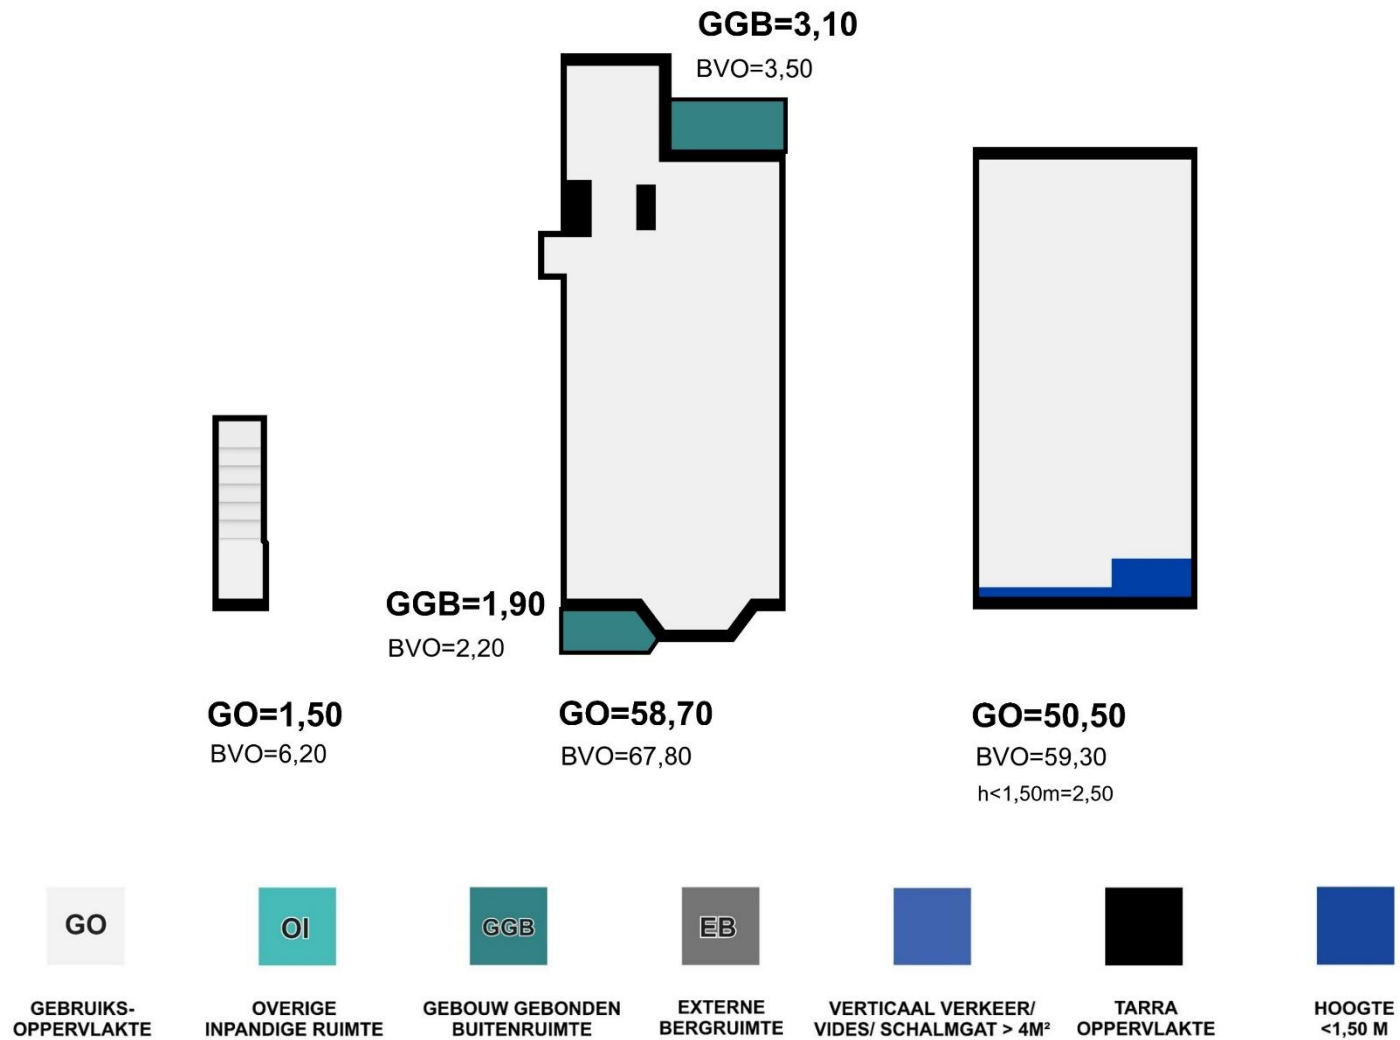 GGB=3,10
BVO=3,50
GGB=1,90
BVO=2,20
GO=1,50
BVO=6,20
GO=58,70
BVO=67,80
GO=50,50
BVO=59,30
h<1,50m=2,50
GO
OI
GGB
EB
GEBRUIKS-
OPPERVLAKTE
OVERIGE
INPANDIGE RUIMTE
GEBOUW GEBONDEN
BUITENRUIMTE
EXTERNE
BERGRUIMTE
VERTICAAL VERKEER/
VIDES/ SCHALMGAT > 4M²
TARRA
OPPERVLAKTE
HOOGTE
<1,50 M